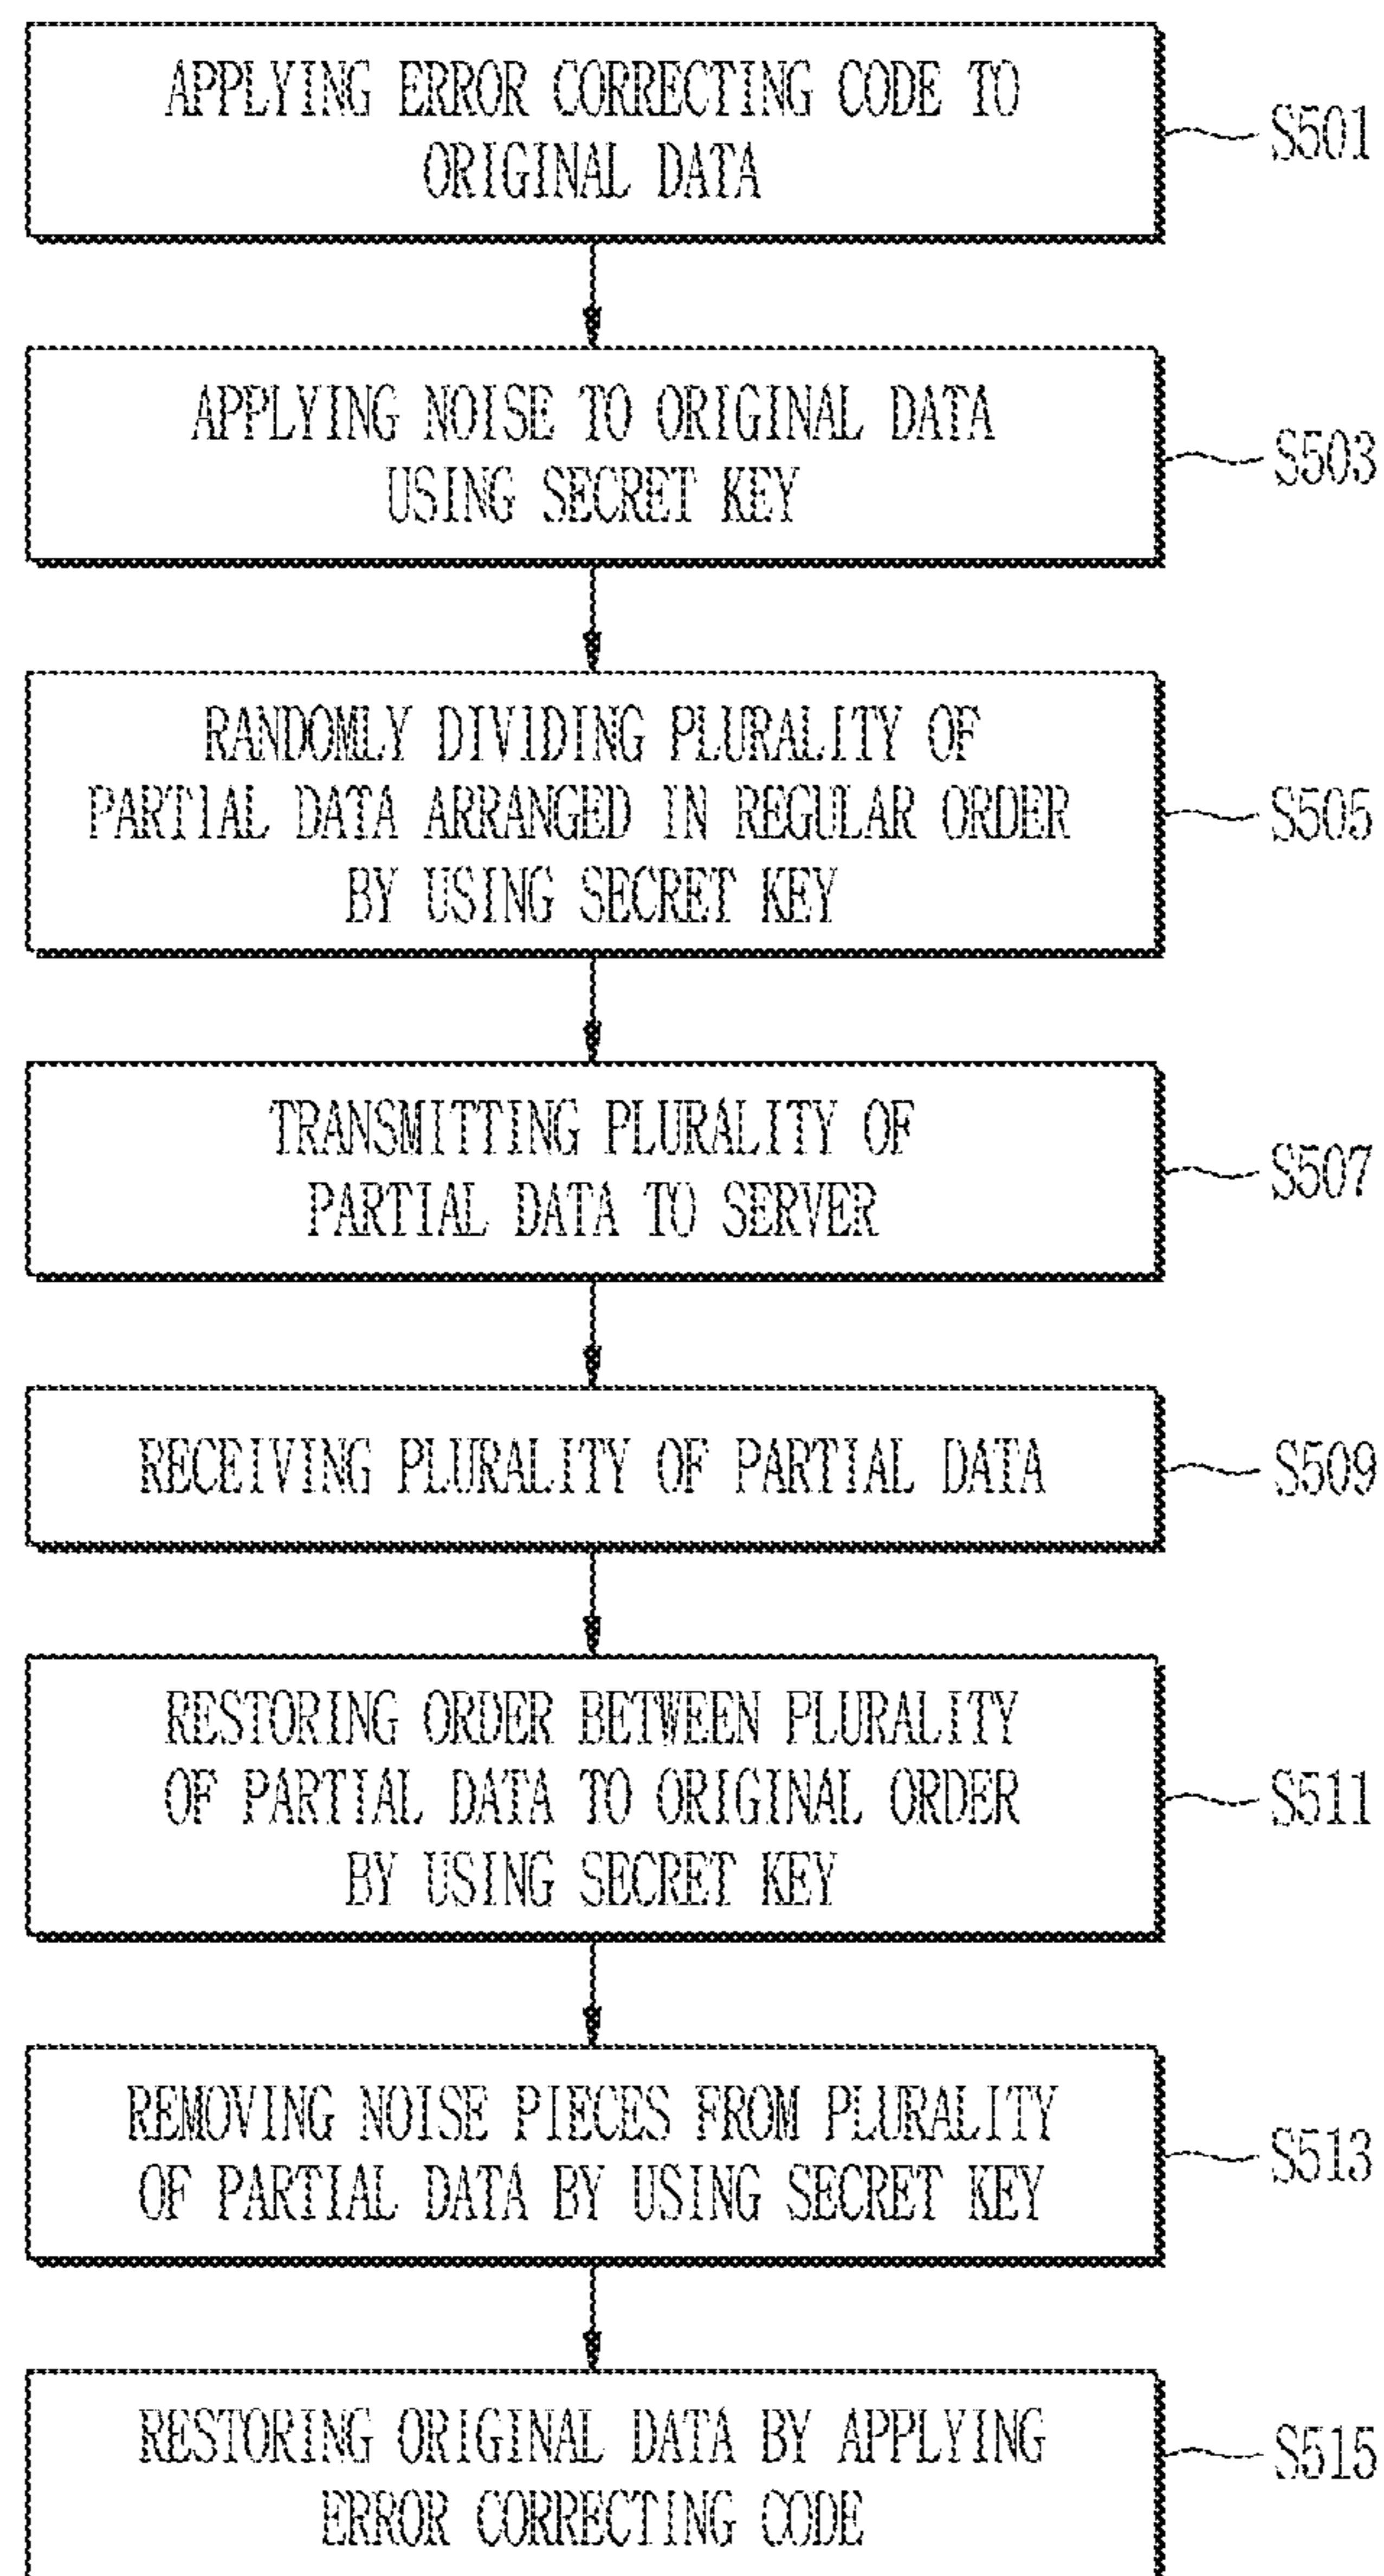 APPLYING ERROR CORRECTING CODE TO
ORIGINAL DATA
S501
APPLYING NOISE TO ORIGINAL DATA
USING SECRET KEY
S503
RANDOMLY DIVIDING PLURALITY OF
PARTIAL DATA ARRANGED IN REGULAR ORDER
BY USING SECRET KEY
S505
TRANSMITTING PLURALITY OF
PARTIAL DATA TO SERVER
S507
RECEIVING PLURALITY OF PARTIAL DATA
S509
RESTORING ORDER BETWEEN PLURALITY
OF PARTIAL DATA TO ORIGINAL ORDER
BY USING SECRET KEY
S511
REMOVING NOISE PIECES FROM PLURALITY
OF PARTIAL DATA BY USING SECRET KEY
S513
RESTORING ORIGINAL DATA BY APPLYING
ERROR CORRECTING CODE
S515